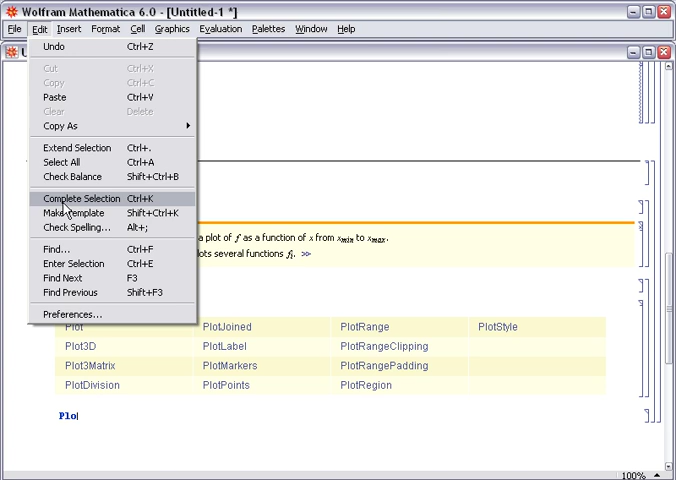 Wolfram Mathematica 6.0 - [Untitled-1 *]
File Edit Insert Format Cell Graphics Evaluation Palettes Window Help
Undo Ctrl+Z
Cut Ctrl+X
Copy Ctrl+C
Paste Ctrl+V
Clear Delete
Copy As
Extend Selection Ctrl+.
Select All Ctrl+A
Check Balance Shift+Ctrl+B
Complete Selection Ctrl+K
Make Template Shift+Ctrl+K
Check Spelling... Alt+;
Find... Ctrl+F
Enter Selection Ctrl+E
Find Next F3
Find Previous Shift+F3
Preferences...
a plot of f as a function of x from xmin to xmax.
lots several functions fi. >>
Plot PlotJoined PlotRange PlotStyle
Plot3D PlotLabel PlotRangeClipping
Plot3Matrix PlotMarkers PlotRangePadding
PlotDivision PlotPoints PlotRegion
Plo
100%